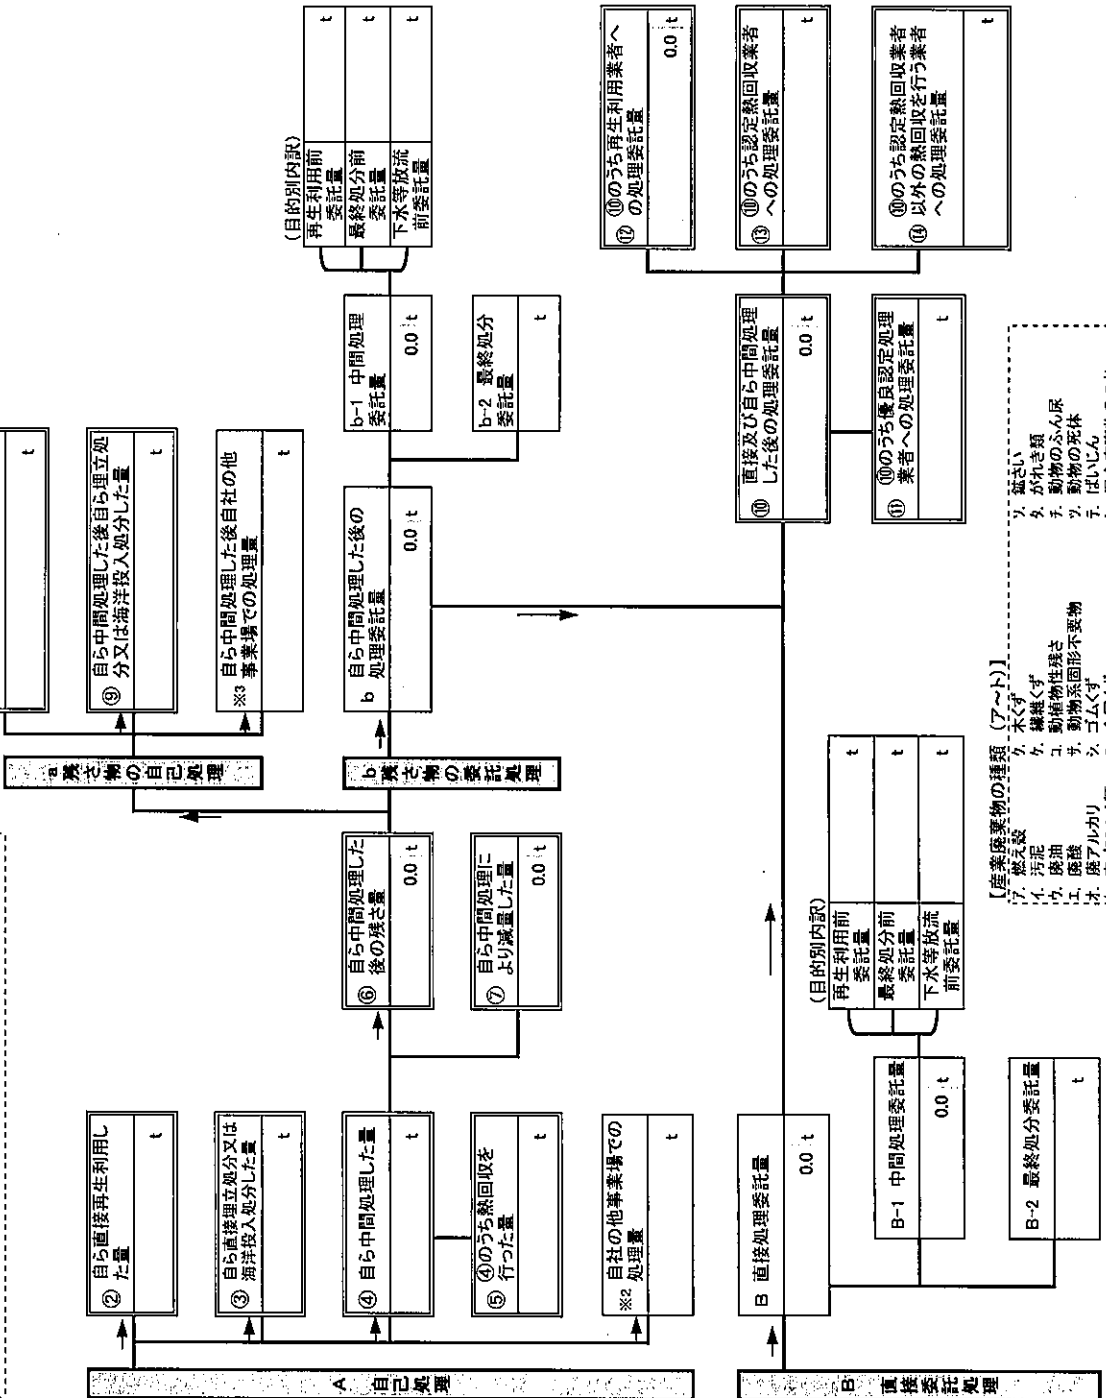 A 自己処理
② 自ら直接再生利用し
た量
t
③ 自ら直接埋立処分又は
海洋投入処分した量
t
④ 自ら中間処理した量
t
⑤ ④のうち熱回収を
行った量
t
※2 自社の他事業場での
処理量
t
⑥ 自ら中間処理した
後の残さ量
0.0 t
⑦ 自ら中間処理に
より減量した量
0.0 t
a 残さ物の自己処理
t
⑨ 自ら中間処理した後自ら埋立処
分又は海洋投入処分した量
t
※3 自ら中間処理した後自社の他
事業場での処理量
t
b 残さ物の委託処理
b 自ら中間処理した後の
処理委託量
0.0 t
b-1 中間処理
委託量
0.0 t
b-2 最終処分
委託量
t
(目的別内訳)
再生利用前
委託量
t
最終処分前
委託量
t
下水等放流
前委託量
t
B 直接委託処理
B 直接処理委託量
0.0 t
B-1 中間処理委託量
0.0 t
B-2 最終処分委託量
t
(目的別内訳)
再生利用前
委託量
t
最終処分前
委託量
t
下水等放流
前委託量
t
⑩ 直接及び自ら中間処理
した後の処理委託量
0.0 t
⑪ ⑩のうち優良認定処理
業者への処理委託量
t
⑫ ⑩のうち再生利用業者へ
の処理委託量
0.0 t
⑬ ⑩のうち認定熱回収業者
への処理委託量
t
⑭ ⑩のうち認定熱回収業者
以外の熱回収を行う業者
への処理委託量
t
【産業廃棄物の種類 (ア~ト)】
ア. 燃え殻
イ. 汚泥
ウ. 廃油
エ. 廃酸
オ. 廃アルカリ
ク. 木くず
ケ. 繊維くず
コ. 動植物性残さ
サ. 動物系固形不要物
シ. ゴムくず
ソ. 鉱さい
タ. がれき類
チ. 動物のふん尿
ツ. 動物の死体
テ. ばいじん